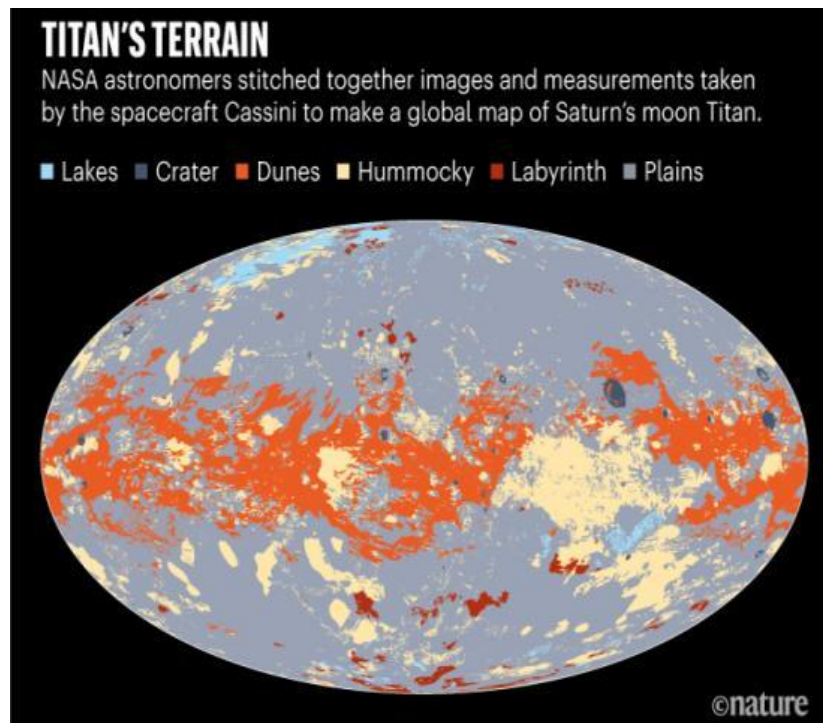 TITAN'S TERRAIN
NASA astronomers stitched together images and measurements taken
by the spacecraft Cassini to make a global map of Saturn's moon Titan.
Lakes Crater Dunes Hummocky Labyrinth Plains
©nature